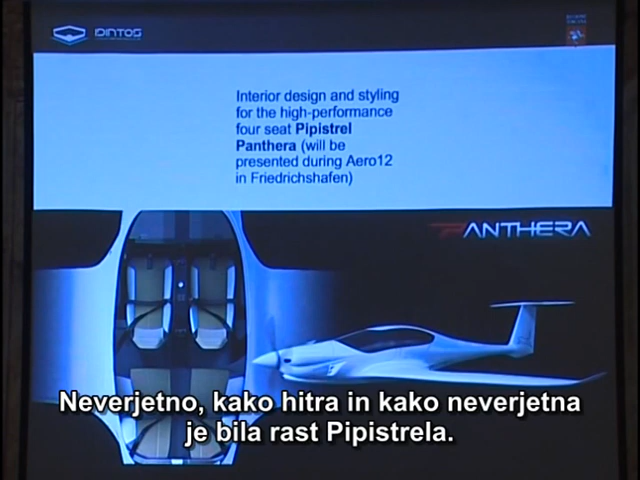 IDINTOS
Interior design and styling
for the high-performance
four seat Pipistrel
Panthera (will be
presented during Aero12
in Friedrichshafen)
PANTHERA
Neverjetno, kako hitra in kako neverjetna
je bila rast Pipistrela.